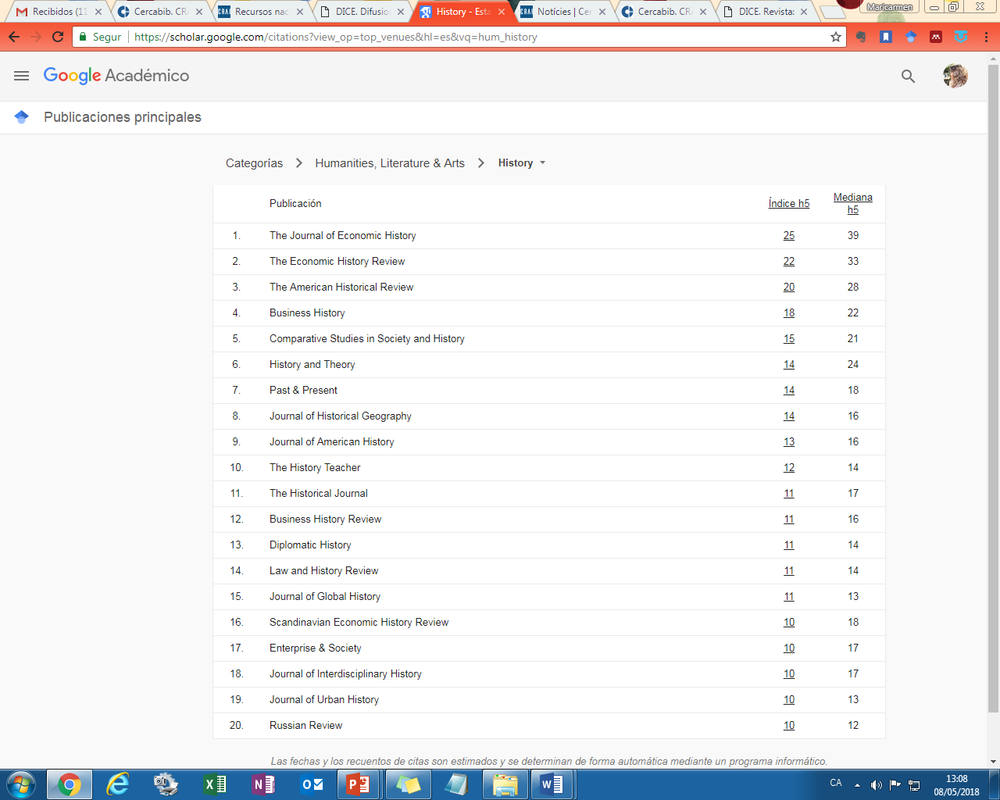 Recibidos (11
Cercabib. CRA
Recursos nac
DICE. Difusion
History - Esta
Notícies | Cer
Cercabib. CRA
DICE. Revistas
Maricarmen
Segur
https://scholar.google.com/citations?view_op=top_venues&hl=es&vq=hum_history
Google Académico
Publicaciones principales
Categorías > Humanities, Literature & Arts > History
Publicación Índice h5 Mediana
h5
1. The Journal of Economic History 25 39
2. The Economic History Review 22 33
3. The American Historical Review 20 28
4. Business History 18 22
5. Comparative Studies in Society and History 15 21
6. History and Theory 14 24
7. Past & Present 14 18
8. Journal of Historical Geography 14 16
9. Journal of American History 13 16
10. The History Teacher 12 14
11. The Historical Journal 11 17
12. Business History Review 11 16
13. Diplomatic History 11 14
14. Law and History Review 11 14
15. Journal of Global History 11 13
16. Scandinavian Economic History Review 10 18
17. Enterprise & Society 10 17
18. Journal of Interdisciplinary History 10 17
19. Journal of Urban History 10 13
20. Russian Review 10 12
Las fechas y los recuentos de citas son estimados y se determinan de forma automática mediante un programa informático.
CA
13:08
08/05/2018